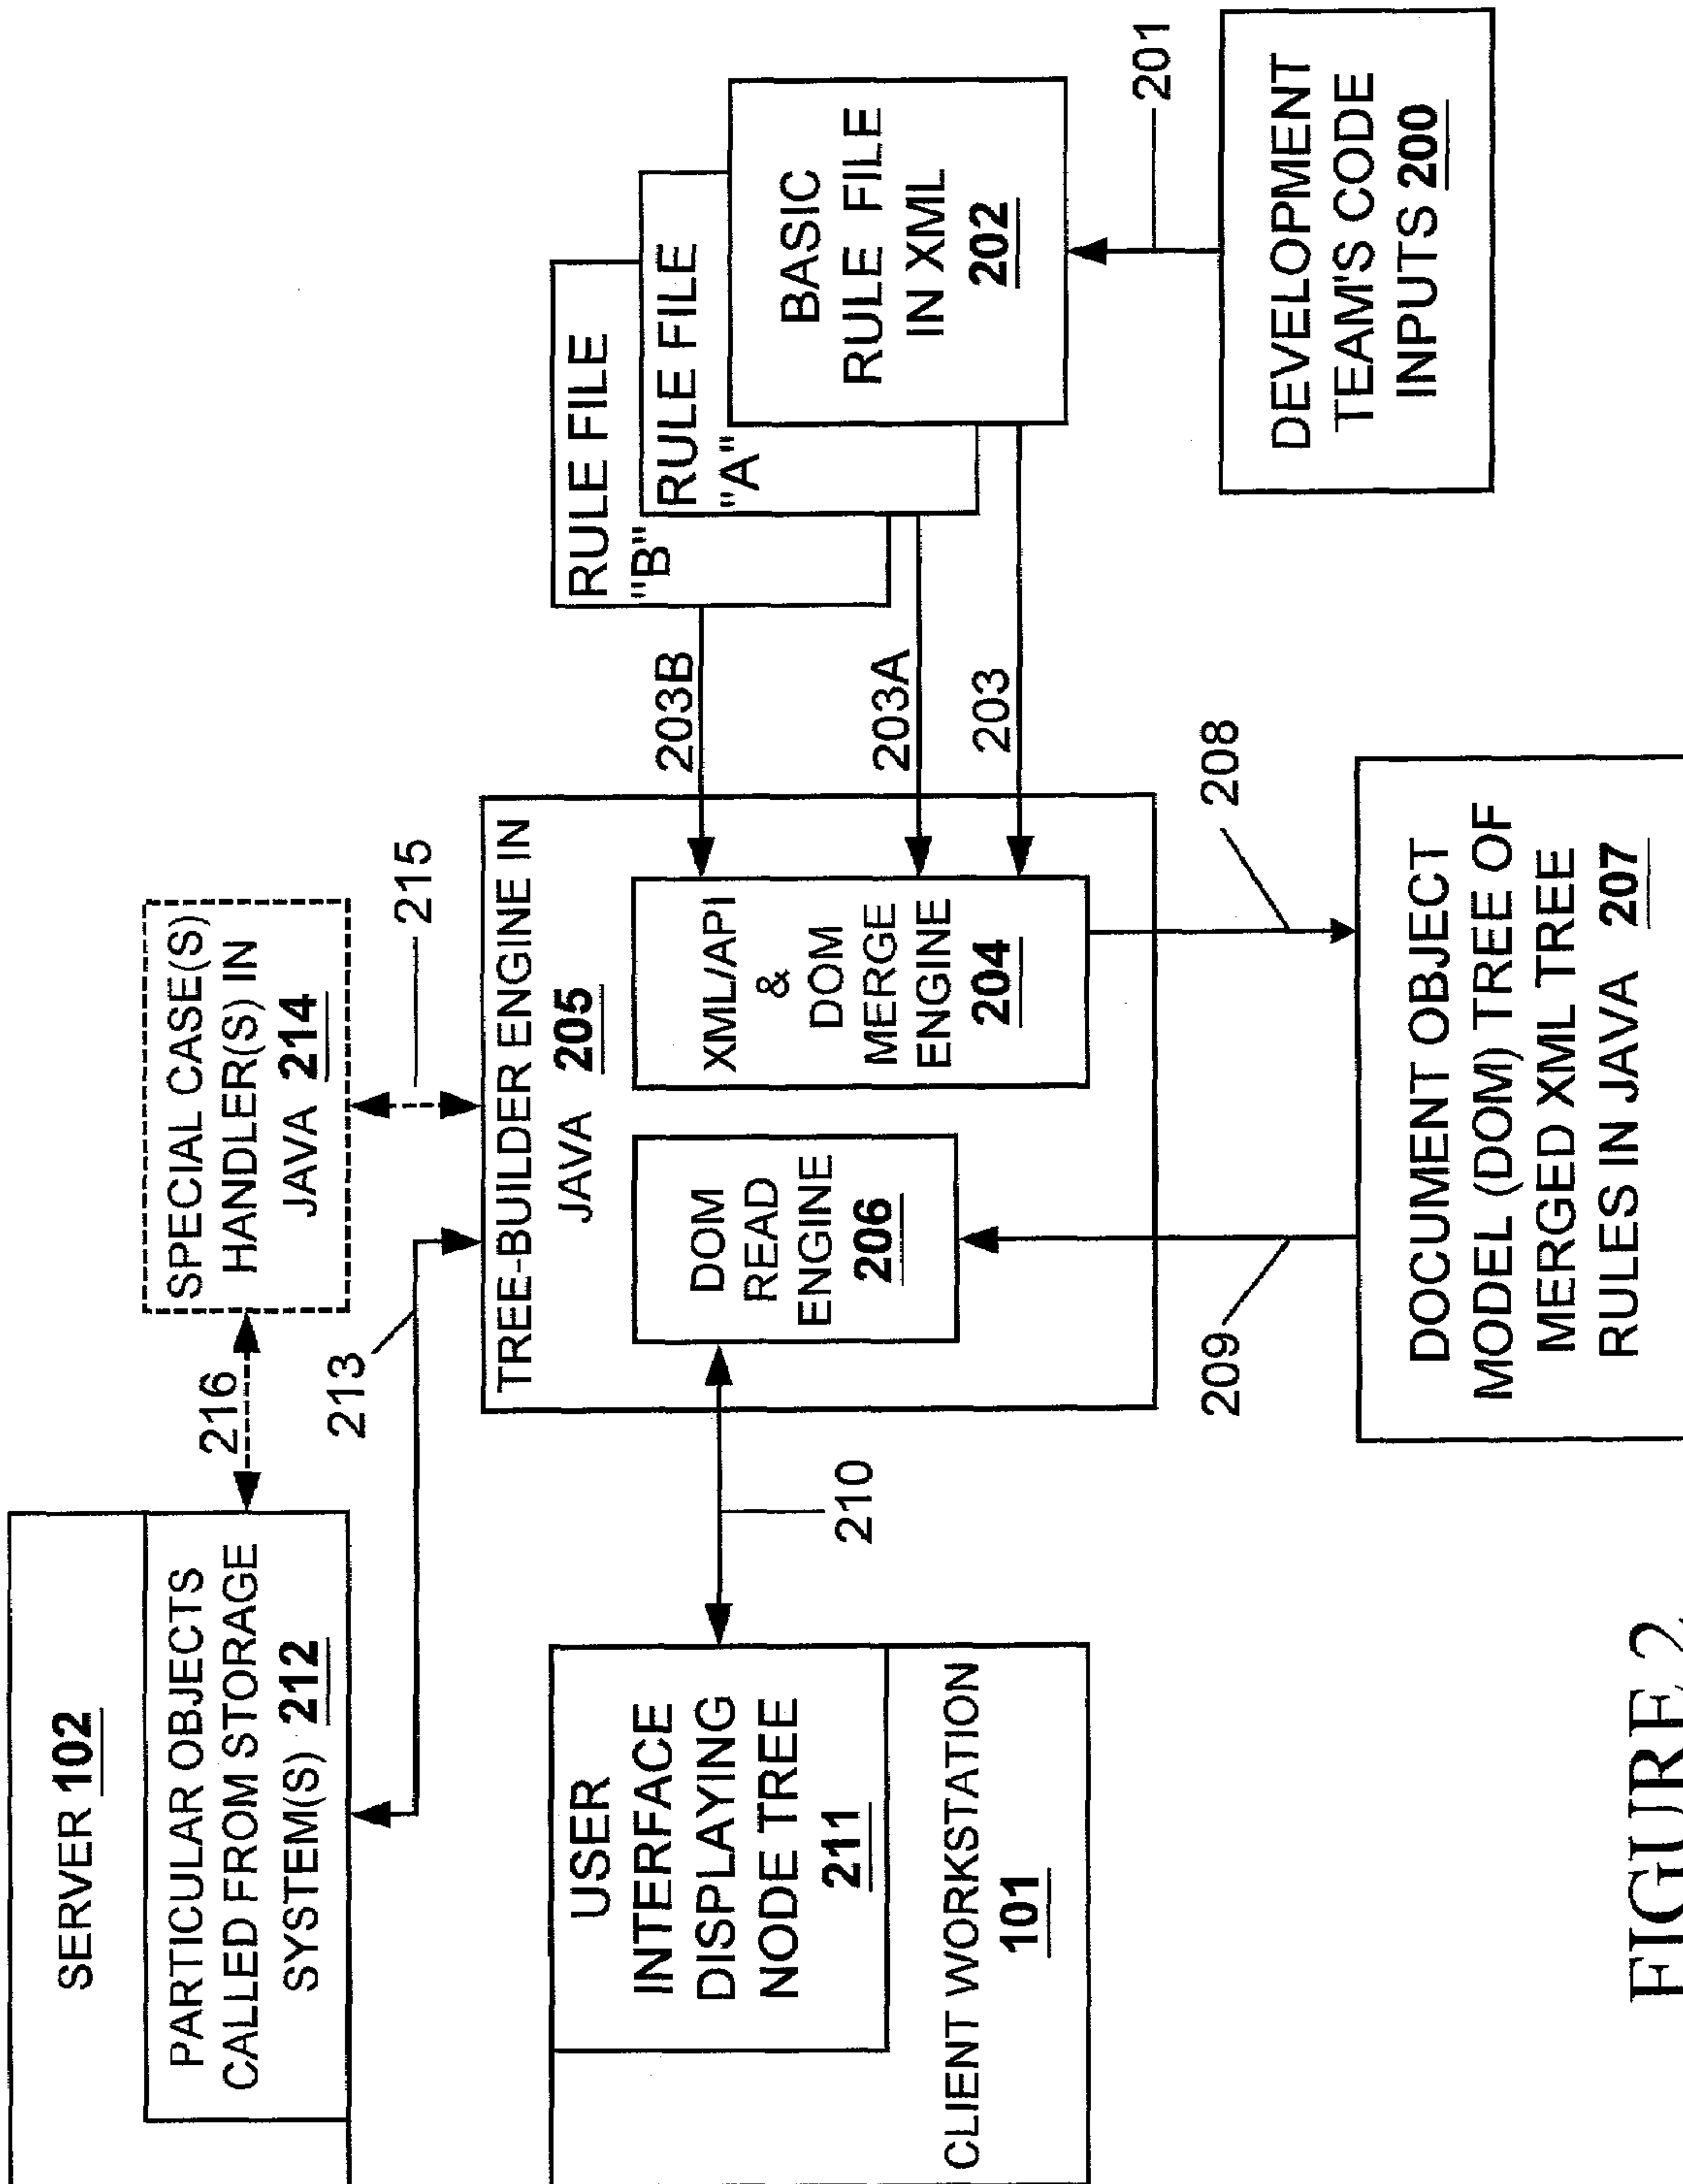 SERVER 102
PARTICULAR OBJECTS
CALLED FROM STORAGE
SYSTEM(S) 212
216
SPECIAL CASE(S)
HANDLER(S) IN
JAVA 214
213
215
USER
INTERFACE
DISPLAYING
NODE TREE
211
CLIENT WORKSTATION
101
210
TREE-BUILDER ENGINE IN
JAVA 205
DOM
READ
ENGINE
206
XML/API
&
DOM
MERGE
ENGINE
204
203B
203A
203
RULE FILE
"B"
RULE FILE
"A"
BASIC
RULE FILE
IN XML
202
201
DEVELOPMENT
TEAM'S CODE
INPUTS 200
209
208
DOCUMENT OBJECT
MODEL (DOM) TREE OF
MERGED XML TREE
RULES IN JAVA 207
FIGURE 2